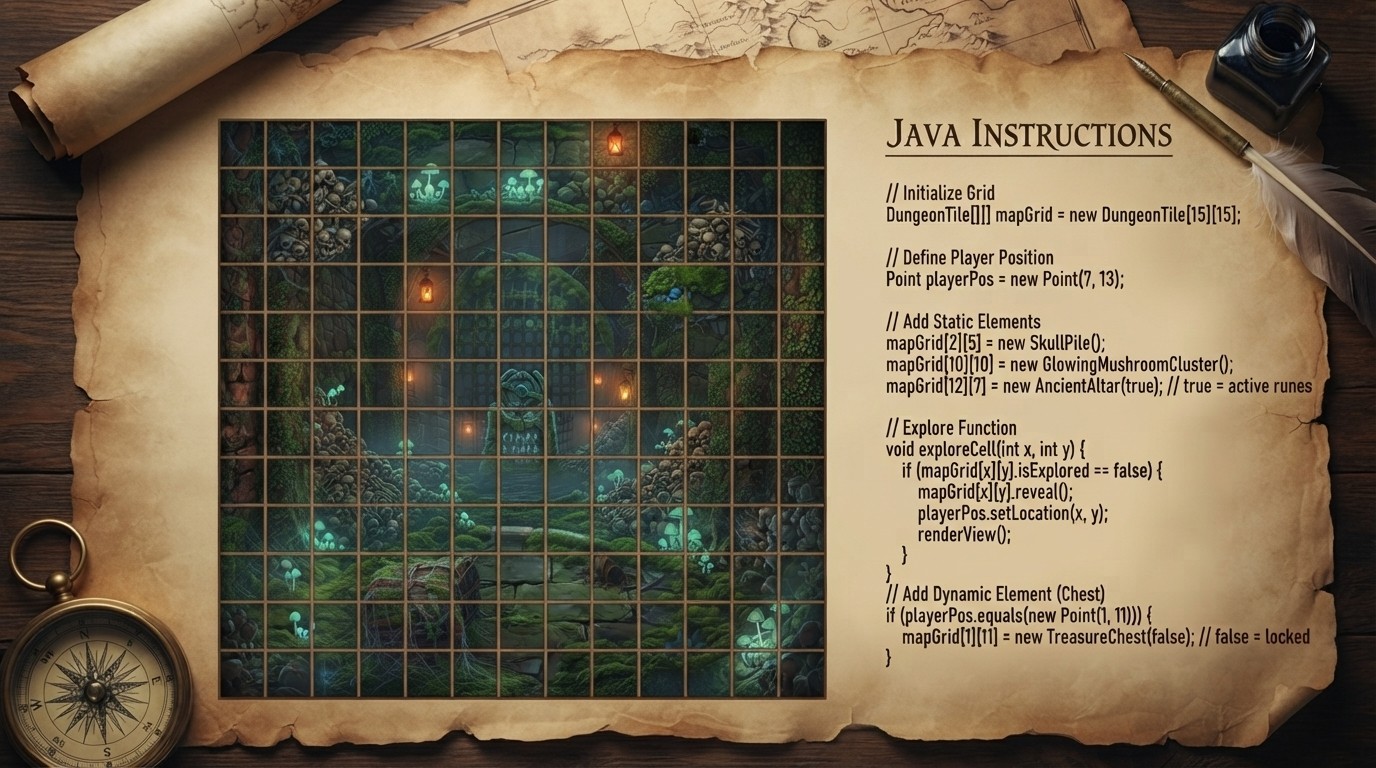 JAVA INSTRUCTIONS
// Initialize Grid
DungeonTile[]]] mapGrid = new DungeonTile[15][15];
// Define Player Position
Point playerPos = new Point(7, 13);
// Add Static Elements
mapGrid[2][5] = new SkullPile();
mapGrid[10][10] = new GlowingMushroomCluster();
mapGrid[12][7] = new AncientAltar(true); // true = active runes
// Explore Function
void exploreCell(int x, int y) {
if (mapGrid[x][y].isExplored == false) {
mapGrid[x][y].reveal();
playerPos.setLocation(x, y);
renderView();
}
}
// Add Dynamic Element (Chest)
if (playerPos.equals(new Point(1, 11))) {
mapGrid[1][11] = new TreasureChest(false); // false = locked
}
N
E
S